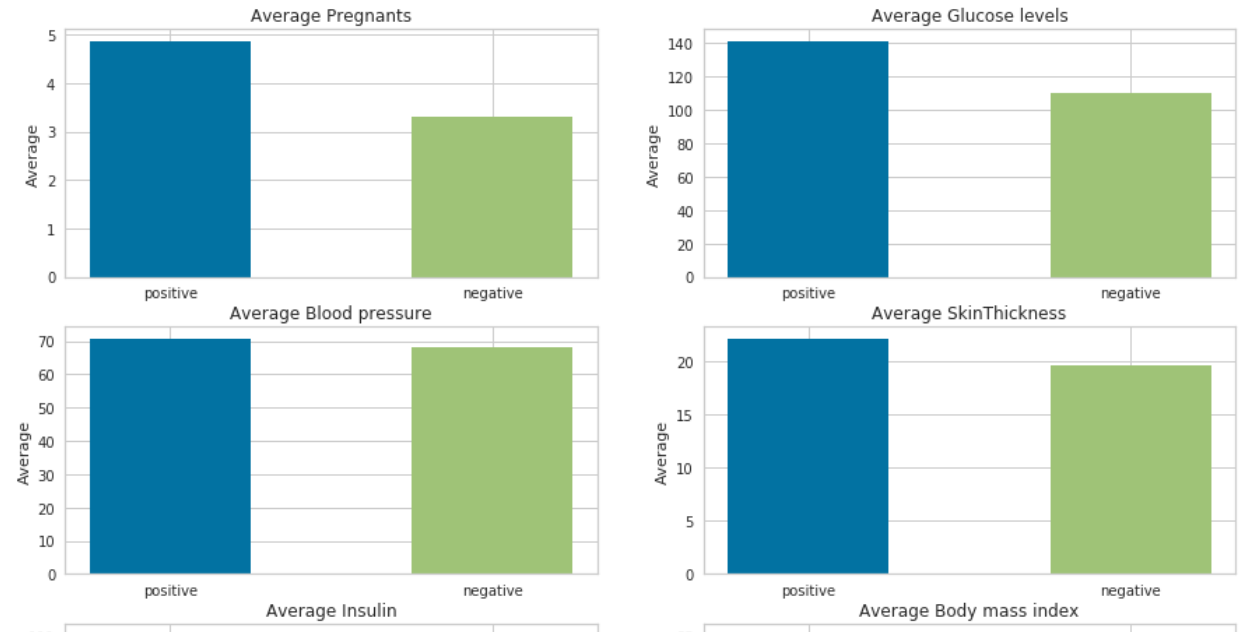 Average Pregnants
5
4
3
2
1
0
Average
positive negative
Average Glucose levels
140
120
100
80
60
40
20
0
Average
positive negative
Average Blood pressure
70
60
50
40
30
20
10
0
Average
positive negative
Average SkinThickness
20
15
10
5
0
Average
positive negative
Average Insulin
Average Body mass index